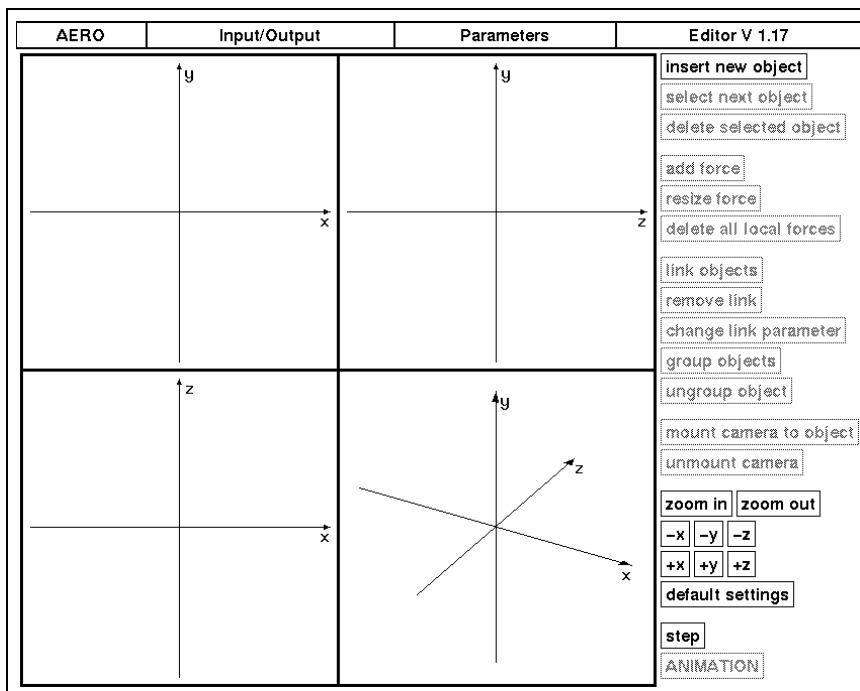 AERO Input/Output Parameters Editor V 1.17
y
x
y
z
z
x
y
z
x
insert new object
select next object
delete selected object
add force
resize force
delete all local forces
link objects
remove link
change link parameter
group objects
ungroup object
mount camera to object
unmount camera
zoom in zoom out
−x −y −z
+x +y +z
default settings
step
ANIMATION